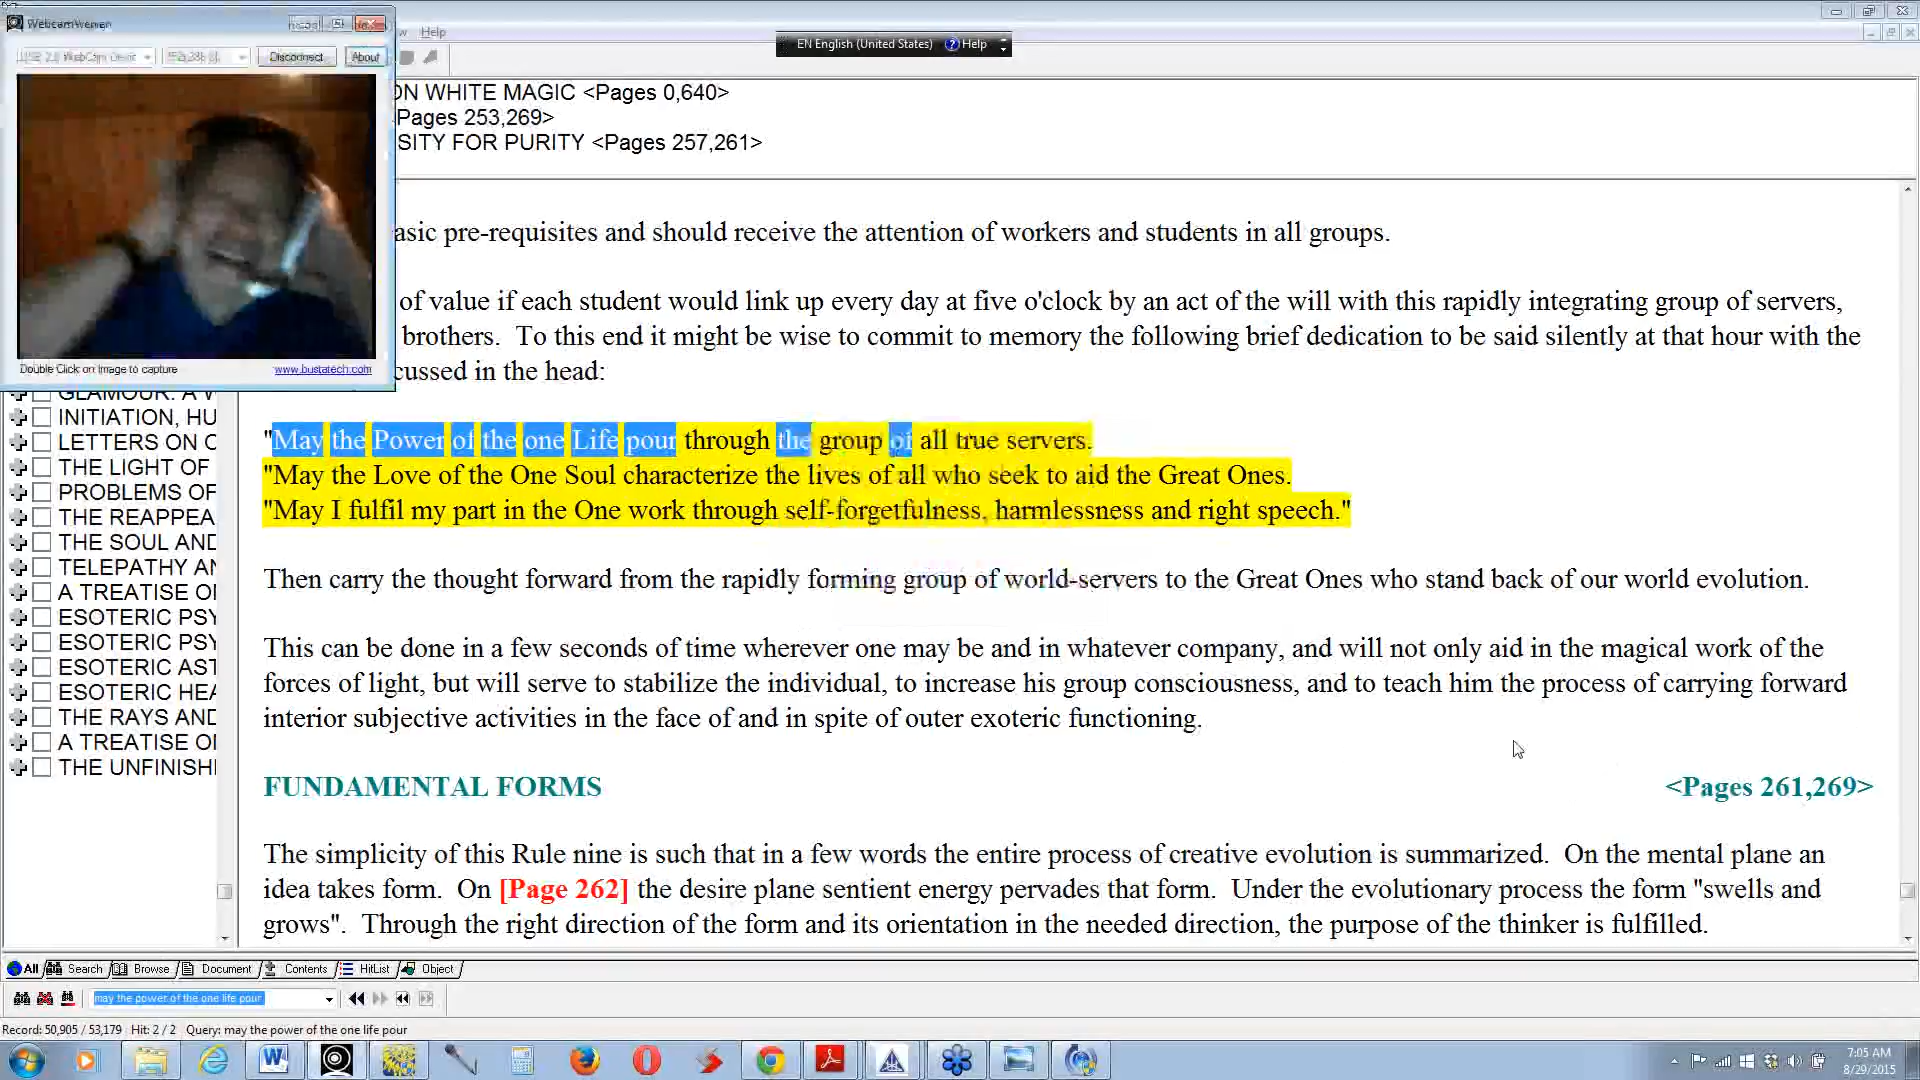 WebcamViewer
Disconnect
About
Double Click on Image to capture
www.bustatech.com
Help
EN English (United States)
Help
ON WHITE MAGIC <Pages 0,640>
Pages 253,269>
SITY FOR PURITY <Pages 257,261>
asic pre-requisites and should receive the attention of workers and students in all groups.
of value if each student would link up every day at five o'clock by an act of the will with this rapidly integrating group of servers,
brothers.  To this end it might be wise to commit to memory the following brief dedication to be said silently at that hour with the
cussed in the head:
"May the Power of the one Life pour through the group of all true servers.
"May the Love of the One Soul characterize the lives of all who seek to aid the Great Ones.
"May I fulfil my part in the One work through self-forgetfulness, harmlessness and right speech."
Then carry the thought forward from the rapidly forming group of world-servers to the Great Ones who stand back of our world evolution.
This can be done in a few seconds of time wherever one may be and in whatever company, and will not only aid in the magical work of the
forces of light, but will serve to stabilize the individual, to increase his group consciousness, and to teach him the process of carrying forward
interior subjective activities in the face of and in spite of outer exoteric functioning.
FUNDAMENTAL FORMS <Pages 261,269>
The simplicity of this Rule nine is such that in a few words the entire process of creative evolution is summarized.  On the mental plane an
idea takes form.  On [Page 262] the desire plane sentient energy pervades that form.  Under the evolutionary process the form "swells and
grows".  Through the right direction of the form and its orientation in the needed direction, the purpose of the thinker is fulfilled.
GLAMOUR: A W
INITIATION, HU
LETTERS ON O
THE LIGHT OF
PROBLEMS OF
THE REAPPEA
THE SOUL AND
TELEPATHY AN
A TREATISE ON
ESOTERIC PSY
ESOTERIC PSY
ESOTERIC AST
ESOTERIC HEA
THE RAYS AND
A TREATISE ON
THE UNFINISH
All Search Browse Document Contents HitList Object
may the power of the one life pour
Record: 50,905 / 53,179 Hit: 2 / 2 Query: may the power of the one life pour
7:05 AM
8/29/2015